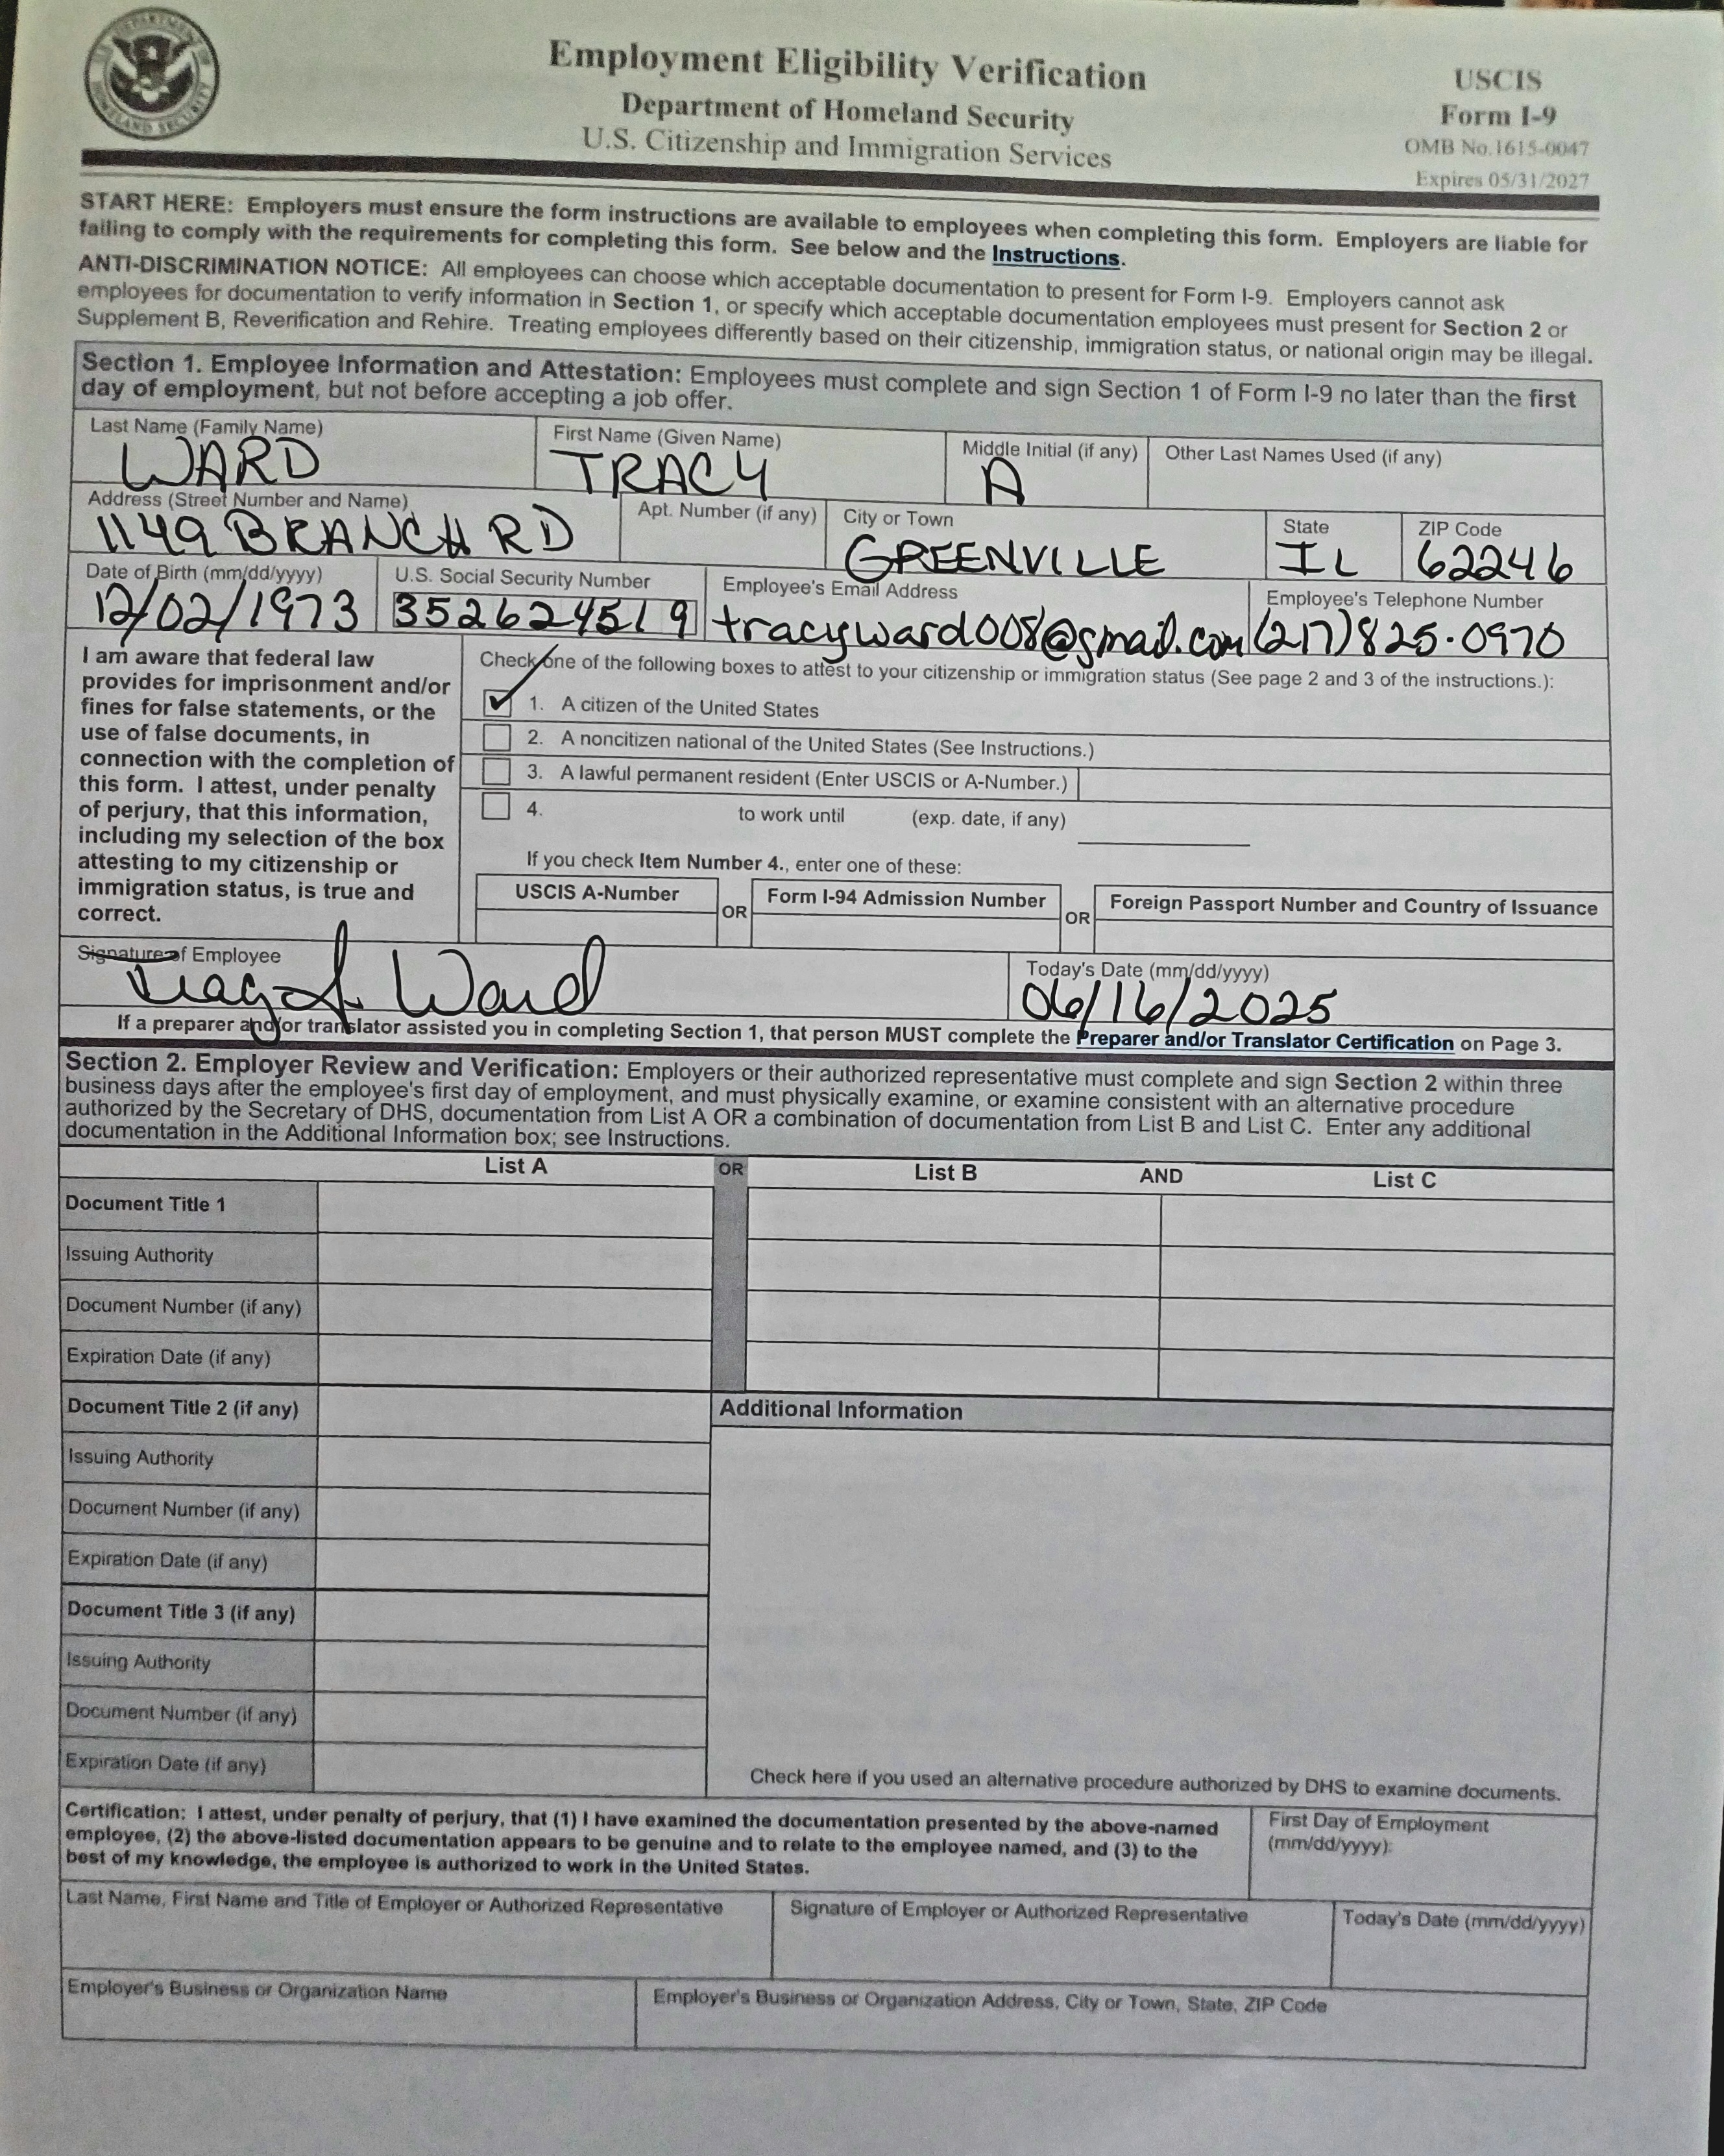 Employment Eligibility Verification
Department of Homeland Security
U.S. Citizenship and Immigration Services
USCIS
Form I-9
OMB No.1615-0047
Expires 05/31/2027
START HERE: Employers must ensure the form instructions are available to employees when completing this form. Employers are liable for
failing to comply with the requirements for completing this form. See below and the Instructions.
ANTI-DISCRIMINATION NOTICE: All employees can choose which acceptable documentation to present for Form I-9. Employers cannot ask
employees for documentation to verify information in Section 1, or specify which acceptable documentation employees must present for Section 2 or
Supplement B, Reverification and Rehire. Treating employees differently based on their citizenship, immigration status, or national origin may be illegal.
Section 1. Employee Information and Attestation: Employees must complete and sign Section 1 of Form I-9 no later than the first
day of employment, but not before accepting a job offer.
Last Name (Family Name) First Name (Given Name) Middle Initial (if any) Other Last Names Used (if any)
WARD TRACY A
Address (Street Number and Name) Apt. Number (if any) City or Town State ZIP Code
1149 BRANCH RD GREENVILLE IL 62246
Date of Birth (mm/dd/yyyy) U.S. Social Security Number Employee's Email Address Employee's Telephone Number
12/02/1973 352624519 tracyward008@gmail.com (217)825-0970
I am aware that federal law
provides for imprisonment and/or
fines for false statements, or the
use of false documents, in
connection with the completion of
this form. I attest, under penalty
of perjury, that this information,
including my selection of the box
attesting to my citizenship or
immigration status, is true and
correct.
Check one of the following boxes to attest to your citizenship or immigration status (See page 2 and 3 of the instructions.):
1. A citizen of the United States
2. A noncitizen national of the United States (See Instructions.)
3. A lawful permanent resident (Enter USCIS or A-Number.)
4. to work until (exp. date, if any)
If you check Item Number 4., enter one of these:
USCIS A-Number OR Form I-94 Admission Number OR Foreign Passport Number and Country of Issuance
Signature of Employee Today's Date (mm/dd/yyyy)
Tracy A. Ward 06/16/2025
If a preparer and/or translator assisted you in completing Section 1, that person MUST complete the Preparer and/or Translator Certification on Page 3.
Section 2. Employer Review and Verification: Employers or their authorized representative must complete and sign Section 2 within three
business days after the employee's first day of employment, and must physically examine, or examine consistent with an alternative procedure
authorized by the Secretary of DHS, documentation from List A OR a combination of documentation from List B and List C. Enter any additional
documentation in the Additional Information box; see Instructions.
List A OR List B AND List C
Document Title 1
Issuing Authority
Document Number (if any)
Expiration Date (if any)
Document Title 2 (if any)
Additional Information
Issuing Authority
Document Number (if any)
Expiration Date (if any)
Document Title 3 (if any)
Issuing Authority
Document Number (if any)
Expiration Date (if any)
Check here if you used an alternative procedure authorized by DHS to examine documents.
Certification: I attest, under penalty of perjury, that (1) I have examined the documentation presented by the above-named
employee, (2) the above-listed documentation appears to be genuine and to relate to the employee named, and (3) to the
best of my knowledge, the employee is authorized to work in the United States.
First Day of Employment
(mm/dd/yyyy):
Last Name, First Name and Title of Employer or Authorized Representative Signature of Employer or Authorized Representative Today's Date (mm/dd/yyyy)
Employer's Business or Organization Name Employer's Business or Organization Address, City or Town, State, ZIP Code